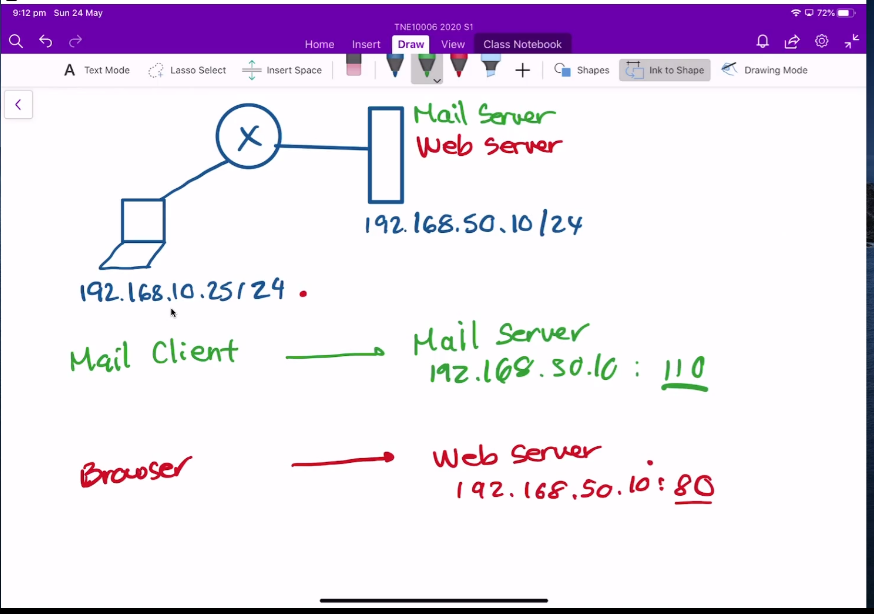 9:12 pm Sun 24 May
72%
TNE10006 2020 S1
Home Insert Draw View Class Notebook
A Text Mode Lasso Select Insert Space Shapes Ink to Shape Drawing Mode
X
Mail Server
Web Server
192.168.50.10/24
192.168.10.25/24
Mail Client
Mail Server
192.168.50.10 : 110
Browser
Web Server
192.168.50.10 : 80